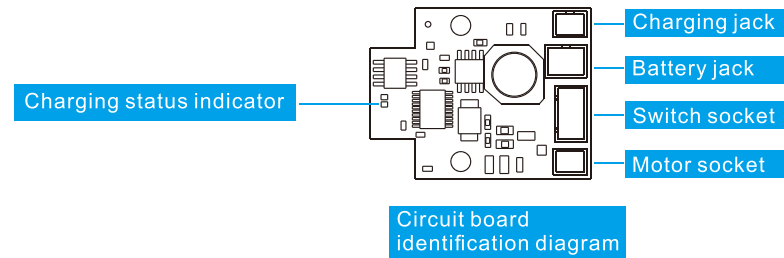 Charging jack
Battery jack
Charging status indicator
Switch socket
Motor socket
Circuit board
identification diagram